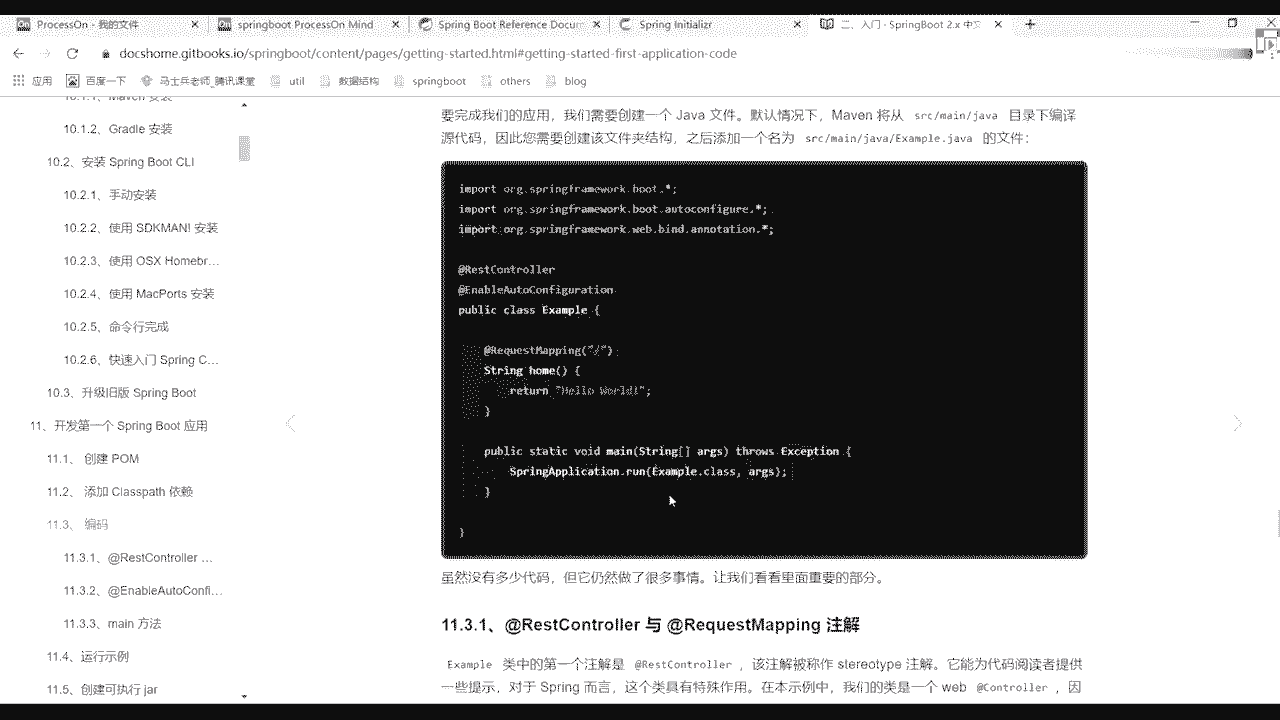 ProcessOn - 我的文件
springboot ProcessOn Mind
Spring Boot Reference Docum
Spring Initializr
二、入门 · SpringBoot 2.x 中文
docshome.gitbooks.io/springboot/content/pages/getting-started.html#getting-started-first-application-code
应用
百度一下
马士兵老师_腾讯课堂
util
数据结构
springboot
others
blog
10.1.1、Maven 安装
10.1.2、Gradle 安装
10.2、安装 Spring Boot CLI
10.2.1、手动安装
10.2.2、使用 SDKMAN! 安装
10.2.3、使用 OSX Homebr…
10.2.4、使用 MacPorts 安装
10.2.5、命令行完成
10.2.6、快速入门 Spring C…
10.3、升级旧版 Spring Boot
11、开发第一个 Spring Boot 应用
11.1、 创建 POM
11.2、 添加 Classpath 依赖
11.3、 编码
11.3.1、@RestController …
11.3.2、@EnableAutoConfi…
11.3.3、main 方法
11.4、运行示例
11.5、创建可执行 jar
要完成我们的应用，我们需要创建一个 Java 文件。默认情况下，Maven 将从 src/main/java 目录下编译
源代码，因此您需要创建该文件夹结构，之后添加一个名为 src/main/java/Example.java 的文件：
import org.springframework.boot.*;
import org.springframework.boot.autoconfigure.*;
import org.springframework.web.bind.annotation.*;
@RestController
@EnableAutoConfiguration
public class Example {
@RequestMapping("/")
String home() {
return "Hello World!";
}
public static void main(String[] args) throws Exception {
SpringApplication.run(Example.class, args);
}
}
虽然没有多少代码，但它仍然做了很多事情。让我们看看里面重要的部分。
11.3.1、@RestController 与 @RequestMapping 注解
Example 类中的第一个注解是 @RestController ，该注解被称作 stereotype 注解。它能为代码阅读者提供
一些提示，对于 Spring 而言，这个类具有特殊作用。在本示例中，我们的类是一个 web @Controller ，因